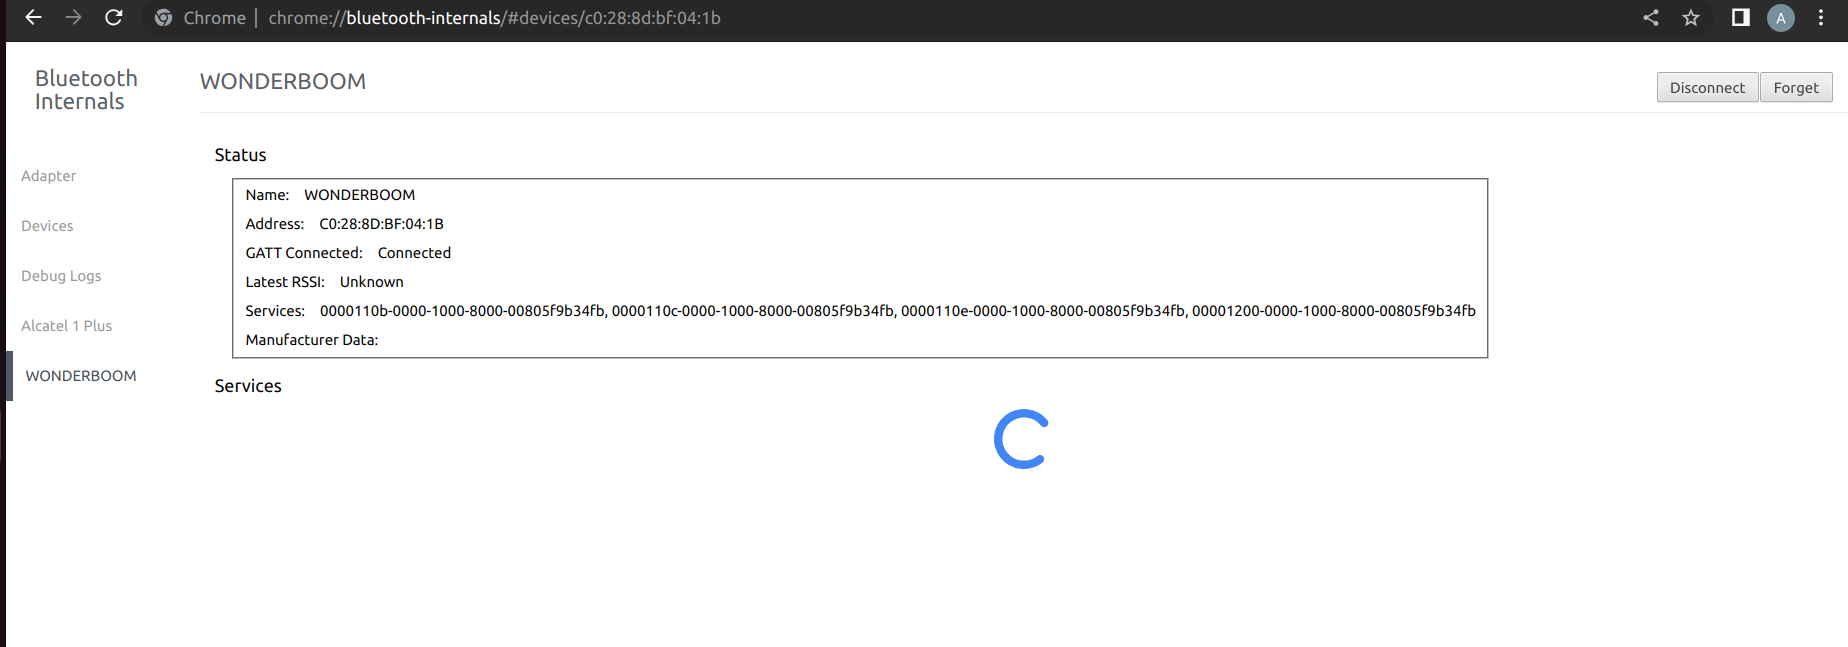 Chrome | chrome://bluetooth-internals/#devices/c0:28:8d:bf:04:1b
A
Bluetooth
Internals
WONDERBOOM
Disconnect
Forget
Adapter
Devices
Debug Logs
Alcatel 1 Plus
WONDERBOOM
Status
Name: WONDERBOOM
Address: C0:28:8D:BF:04:1B
GATT Connected: Connected
Latest RSSI: Unknown
Services: 0000110b-0000-1000-8000-00805f9b34fb, 0000110c-0000-1000-8000-00805f9b34fb, 0000110e-0000-1000-8000-00805f9b34fb, 00001200-0000-1000-8000-00805f9b34fb
Manufacturer Data:
Services